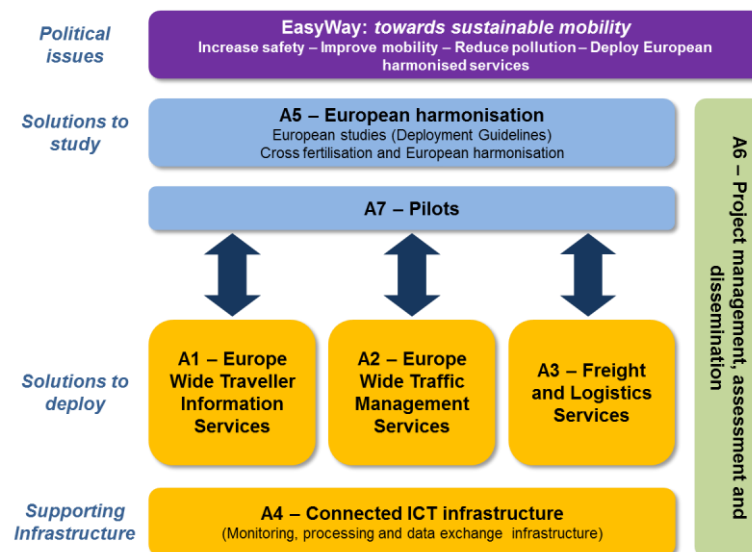 Political
issues
EasyWay: towards sustainable mobility
Increase safety – Improve mobility – Reduce pollution – Deploy European
harmonised services
Solutions to
study
A5 – European harmonisation
European studies (Deployment Guidelines)
Cross fertilisation and European harmonisation
A7 – Pilots
Solutions to
deploy
A1 – Europe
Wide Traveller
Information
Services
A2 – Europe
Wide Traffic
Management
Services
A3 – Freight
and Logistics
Services
Supporting
Infrastructure
A4 – Connected ICT infrastructure
(Monitoring, processing and data exchange infrastructure)
A6 – Project management, assessment and
dissemination